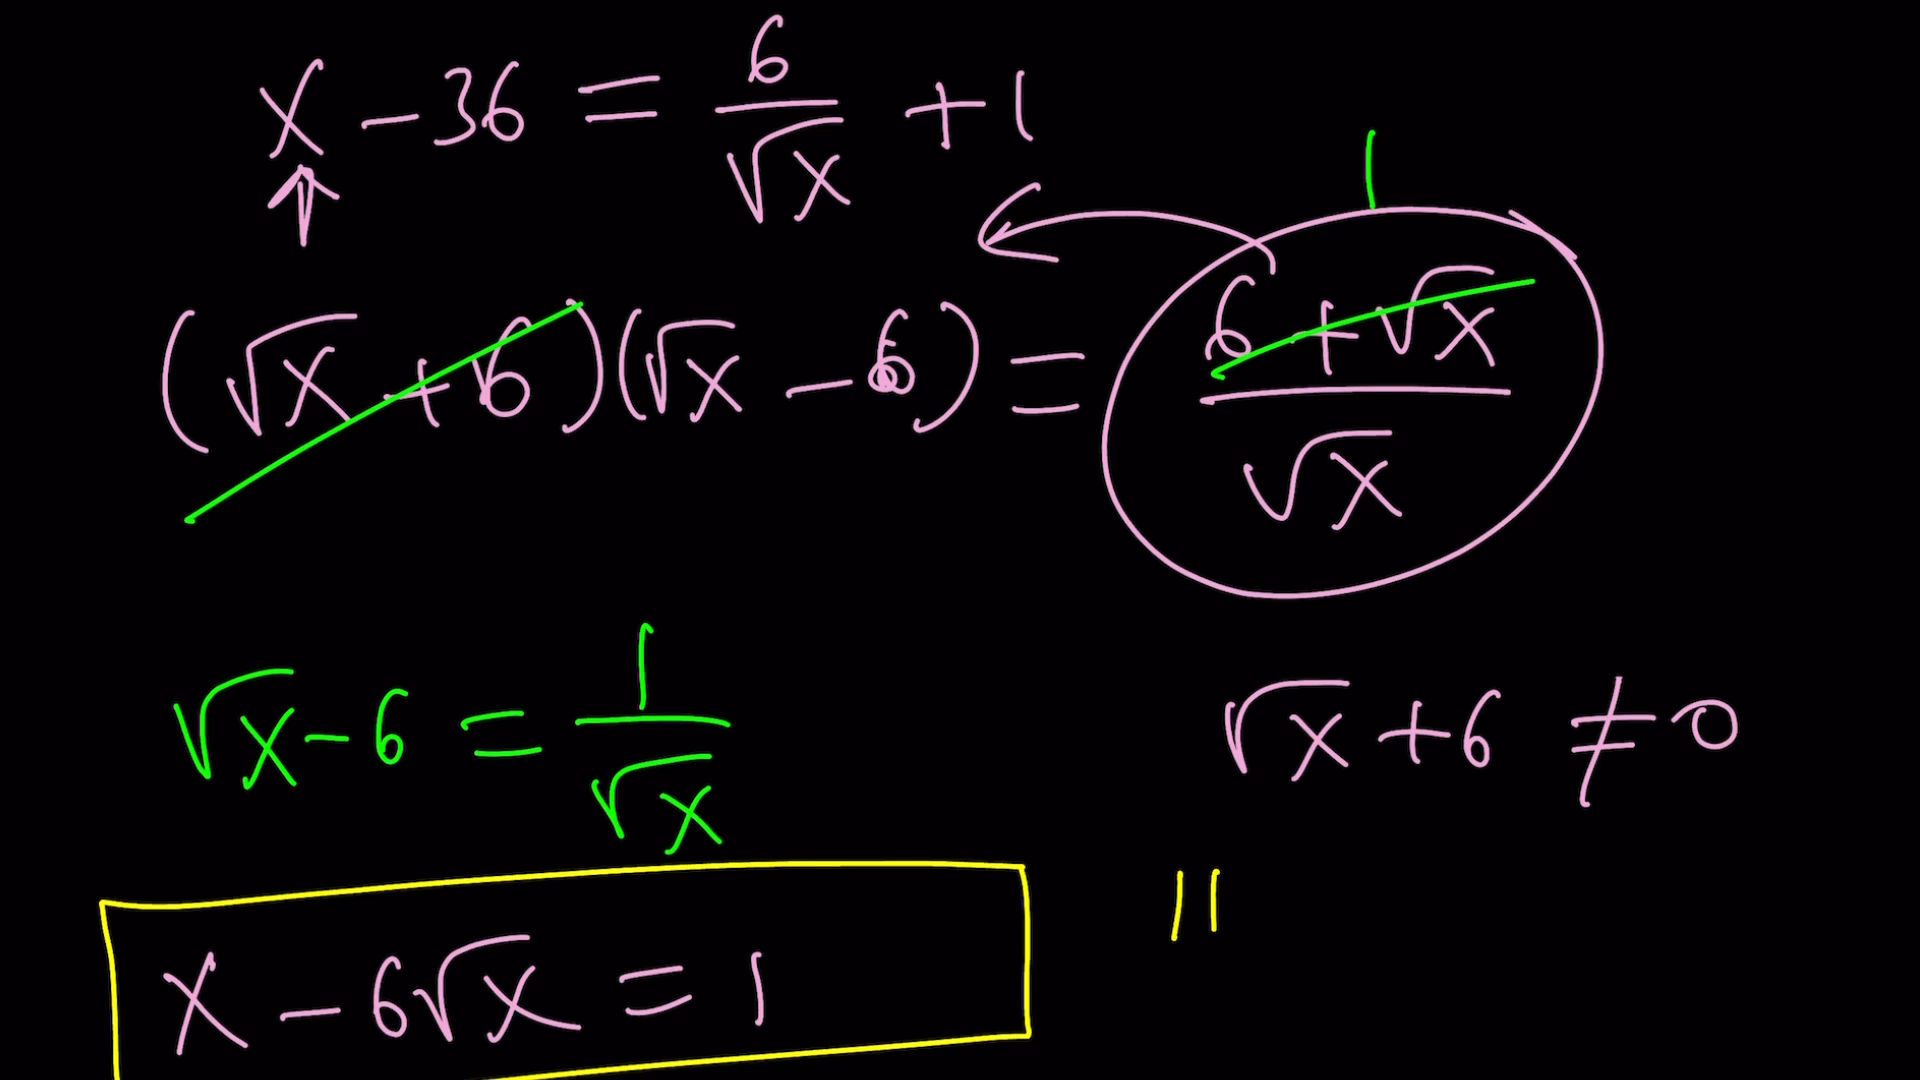 x - 36 = 6/√x + 1
1
(√x + 6)(√x - 6) = (6 + √x)/√x
√x - 6 = 1/√x
√x + 6 ≠ 0
x - 6√x = 1